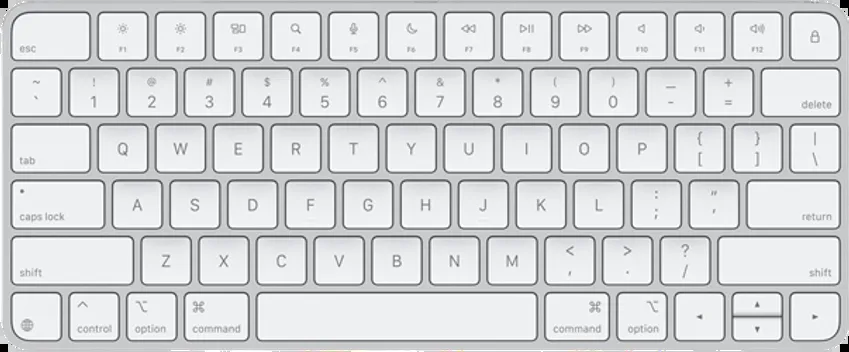 esc F1 F2 F3 F4 F5 F6 F7 F8 F9 F10 F11 F12
~ ! @ # $ % ^ & * ( ) — +
` 1 2 3 4 5 6 7 8 9 0 - = delete
{ } |
tab Q W E R T Y U I O P [ ] \
: "
caps lock A S D F G H J K L ; ' return
< > ?
shift Z X C V B N M , . / shift
^ ⌥ ⌘ ⌘ ⌥
control option command command option